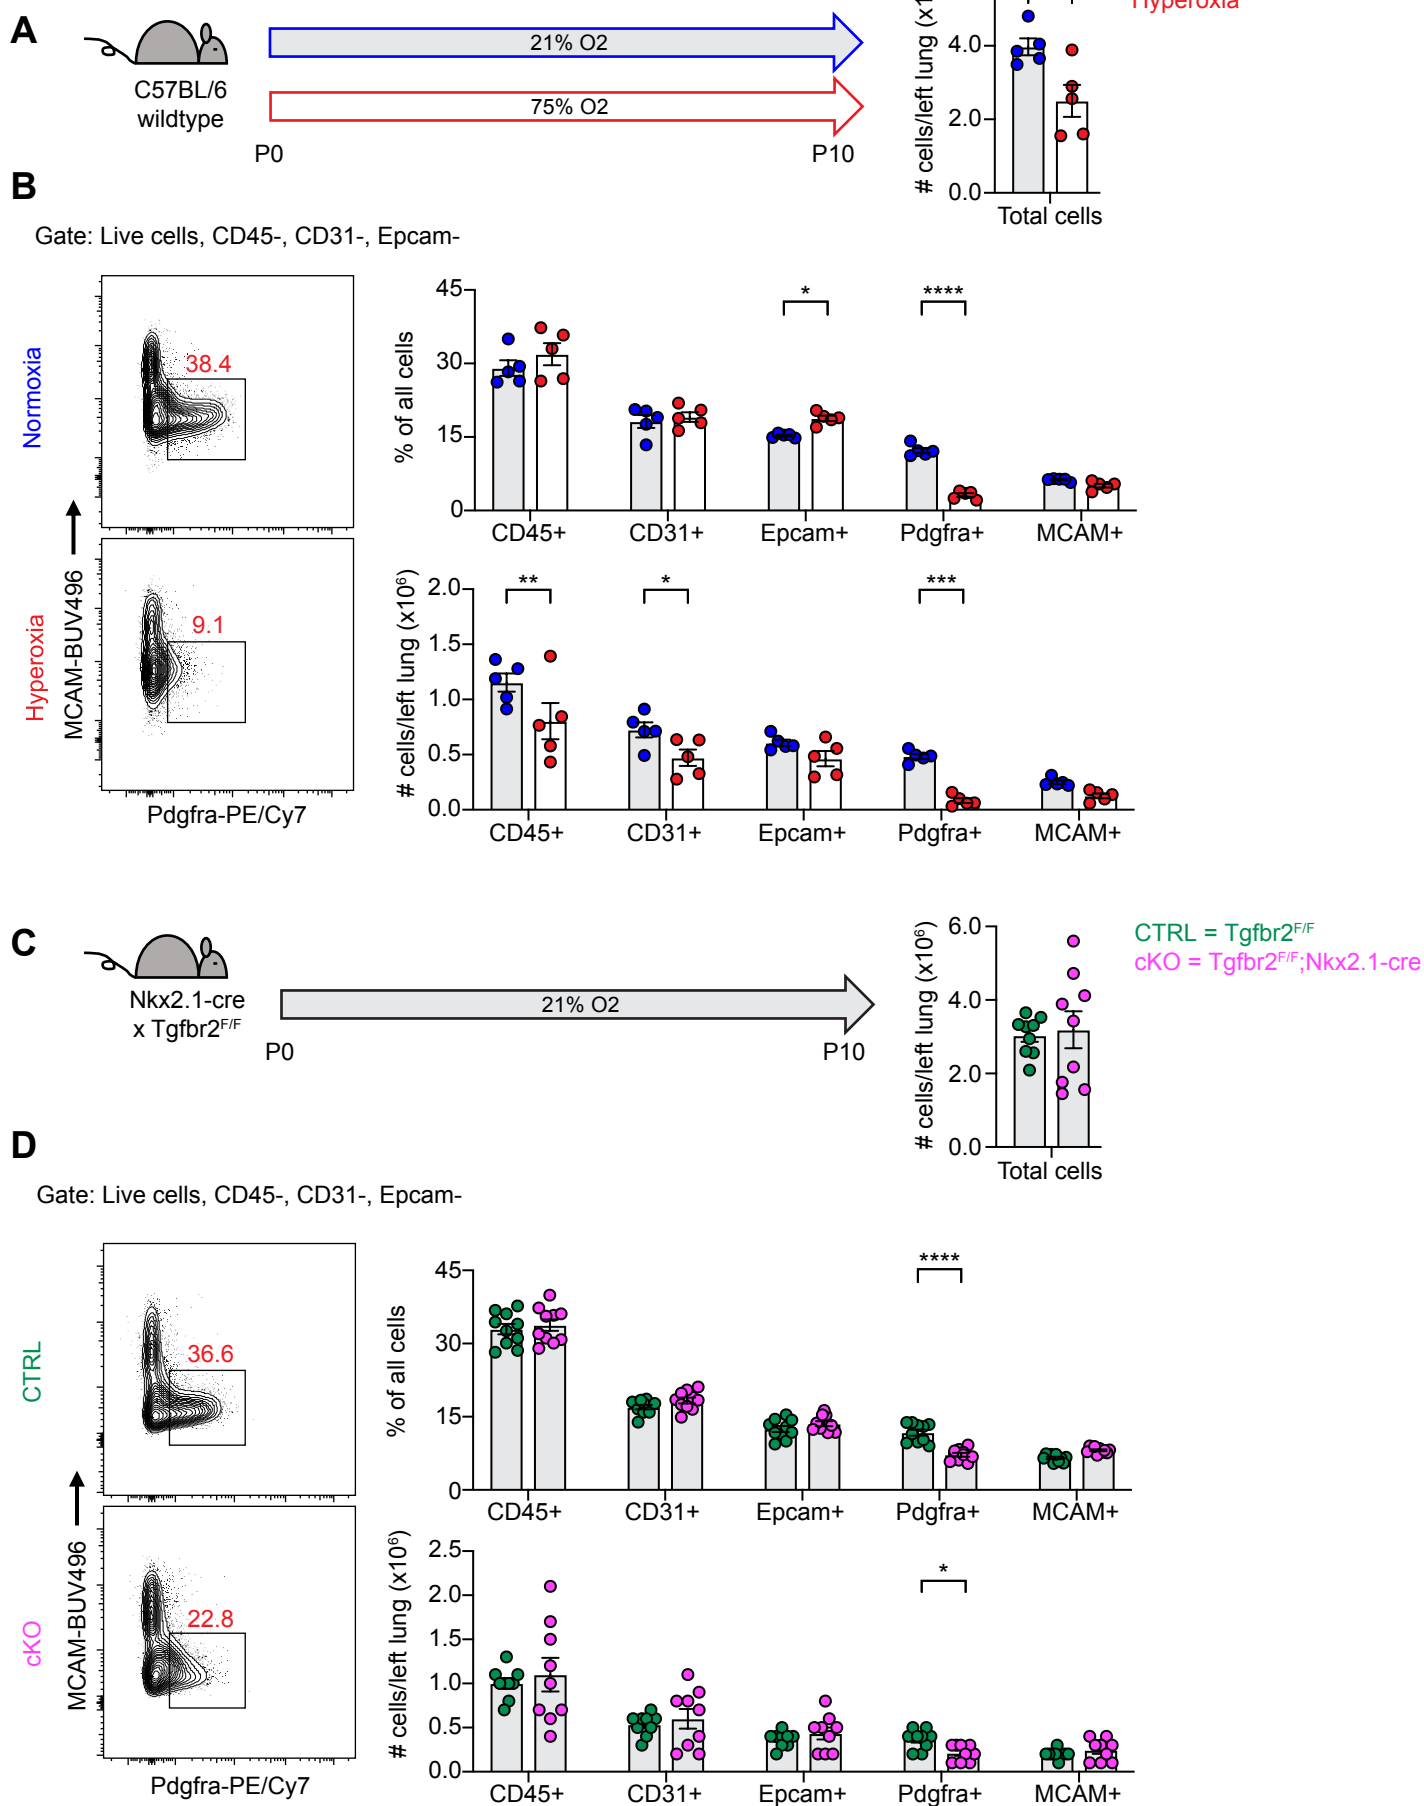 A
C57BL/6
wildtype
21% O2
75% O2
P0
P10
# cells/left lung (x1
4.0
2.0
0.0
Total cells
Hyperoxia
B
Gate: Live cells, CD45-, CD31-, Epcam-
Normoxia
38.4
Hyperoxia
9.1
MCAM-BUV496
Pdgfra-PE/Cy7
% of all cells
45
30
15
0
*
****
CD45+
CD31+
Epcam+
Pdgfra+
MCAM+
# cells/left lung (x10⁶)
2.0
1.5
1.0
0.5
0.0
**
*
***
CD45+
CD31+
Epcam+
Pdgfra+
MCAM+
C
Nkx2.1-cre
x Tgfbr2F/F
21% O2
P0
P10
# cells/left lung (x10⁶)
6.0
4.0
2.0
0.0
Total cells
CTRL = Tgfbr2F/F
cKO = Tgfbr2F/F;Nkx2.1-cre
D
Gate: Live cells, CD45-, CD31-, Epcam-
CTRL
36.6
cKO
22.8
MCAM-BUV496
Pdgfra-PE/Cy7
% of all cells
45
30
15
0
****
CD45+
CD31+
Epcam+
Pdgfra+
MCAM+
# cells/left lung (x10⁶)
2.5
2.0
1.5
1.0
0.5
0.0
*
CD45+
CD31+
Epcam+
Pdgfra+
MCAM+